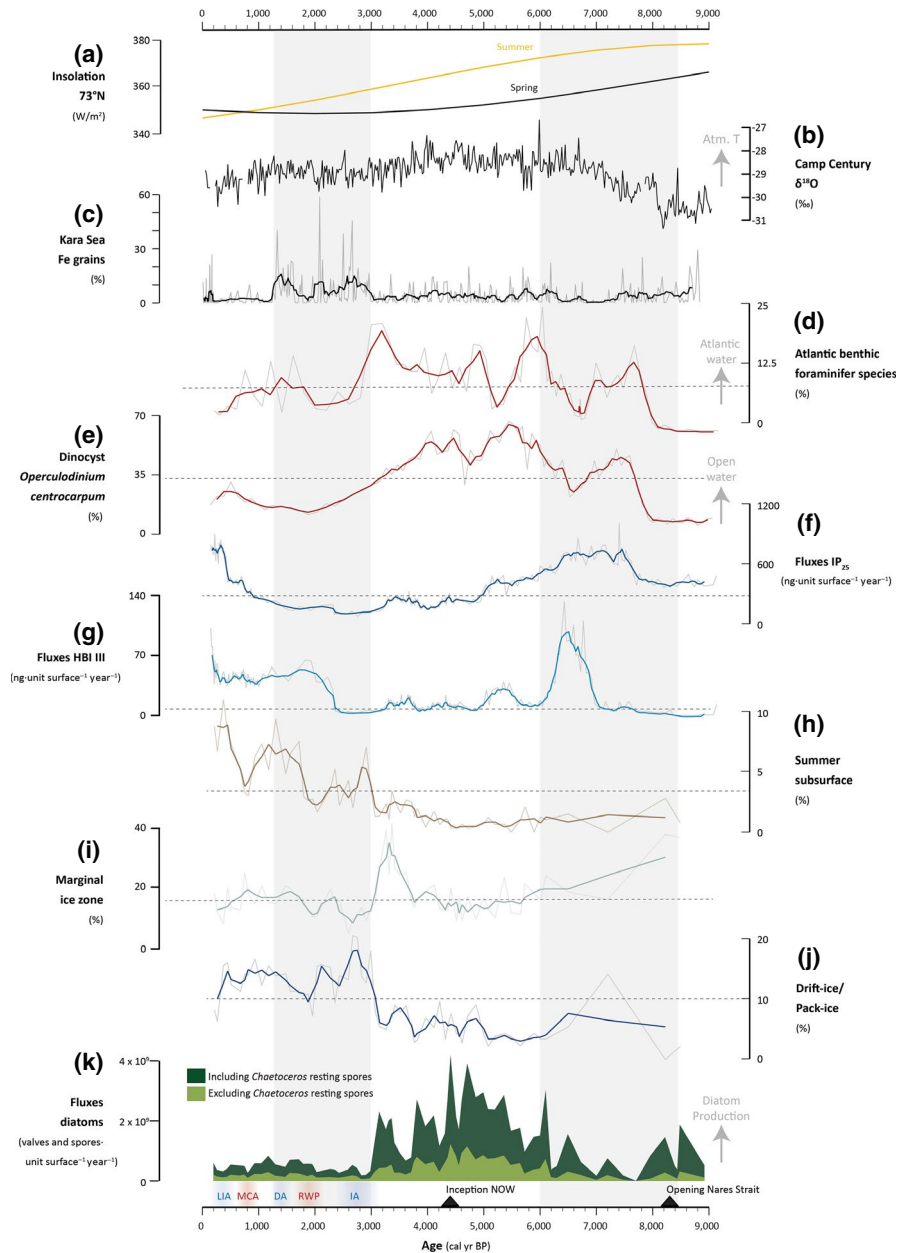 0 1,000 2,000 3,000 4,000 5,000 6,000 7,000 8,000 9,000
(a)
Insolation
73°N
(W/m²)
380
360
340
Summer
Spring
(b)
Camp Century
δ¹⁸O
(‰)
Atm. T
-27
-28
-29
-30
-31
(c)
Kara Sea
Fe grains
(%)
60
30
0
(d)
Atlantic benthic
foraminifer species
(%)
Atlantic
water
25
12.5
0
(e)
Dinocyst
Operculodinium
centrocarpum
(%)
70
35
0
Open
water
(f)
Fluxes IP₂₅
(ng·unit surface⁻¹ year⁻¹)
1200
600
0
(g)
Fluxes HBI III
(ng·unit surface⁻¹ year⁻¹)
140
70
0
(h)
Summer
subsurface
(%)
10
5
0
(i)
Marginal
ice zone
(%)
40
20
0
(j)
Drift-ice/
Pack-ice
(%)
20
10
0
(k)
Fluxes
diatoms
(valves and spores·
unit surface⁻¹ year⁻¹)
4 x 10⁹
2 x 10⁹
0
Including Chaetoceros resting spores
Excluding Chaetoceros resting spores
Diatom
Production
LIA MCA DA RWP IA
Inception NOW
Opening Nares Strait
0 1,000 2,000 3,000 4,000 5,000 6,000 7,000 8,000 9,000
Age (cal yr BP)